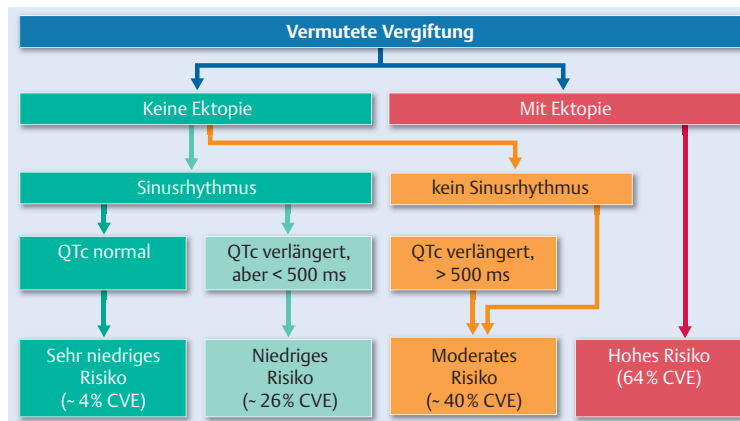 Vermutete Vergiftung
Keine Ektopie
Mit Ektopie
Sinusrhythmus
kein Sinusrhythmus
QTc normal
QTc verlängert,
aber < 500 ms
QTc verlängert,
> 500 ms
Sehr niedriges
Risiko
(~ 4 % CVE)
Niedriges
Risiko
(~ 26 % CVE)
Moderates
Risiko
(~ 40 % CVE)
Hohes Risiko
(64 % CVE)